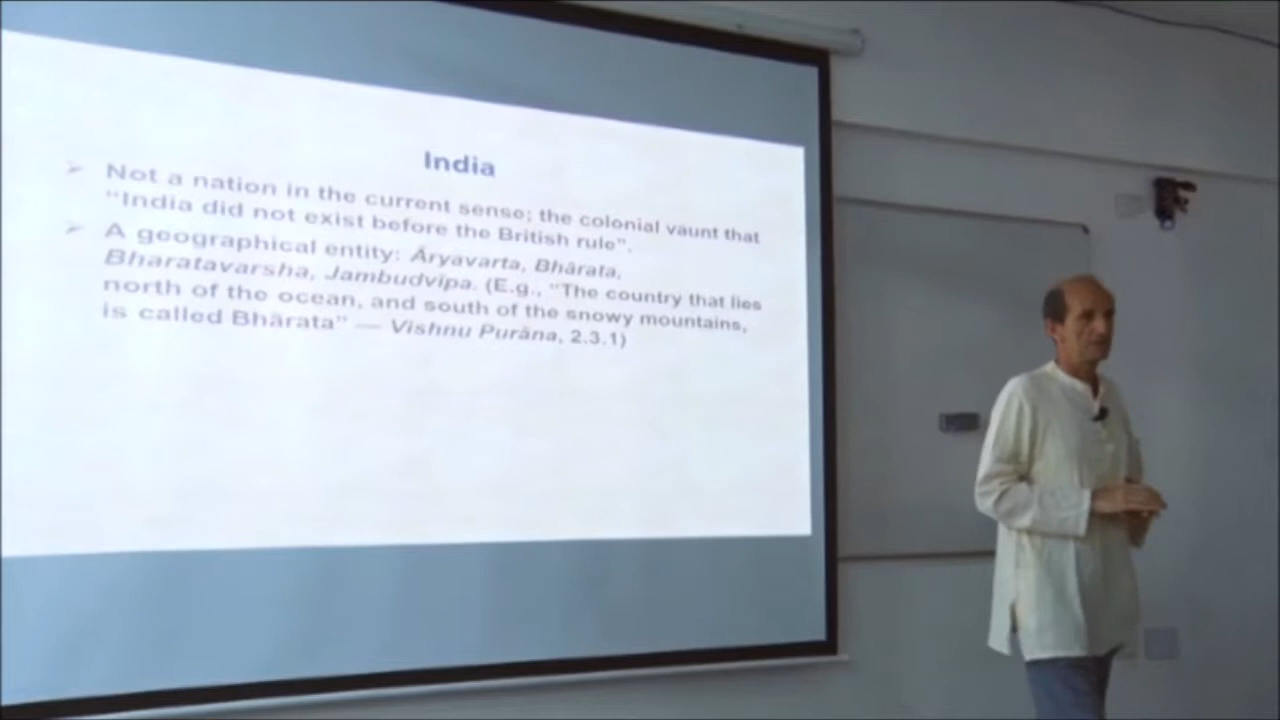 India
Not a nation in the current sense; the colonial vaunt that
“India did not exist before the British rule”.
A geographical entity: Āryavarta, Bhārata,
Bharatavarsha, Jambudvīpa. (E.g., “The country that lies
north of the ocean, and south of the snowy mountains,
is called Bhārata” — Vishnu Purāna, 2.3.1)